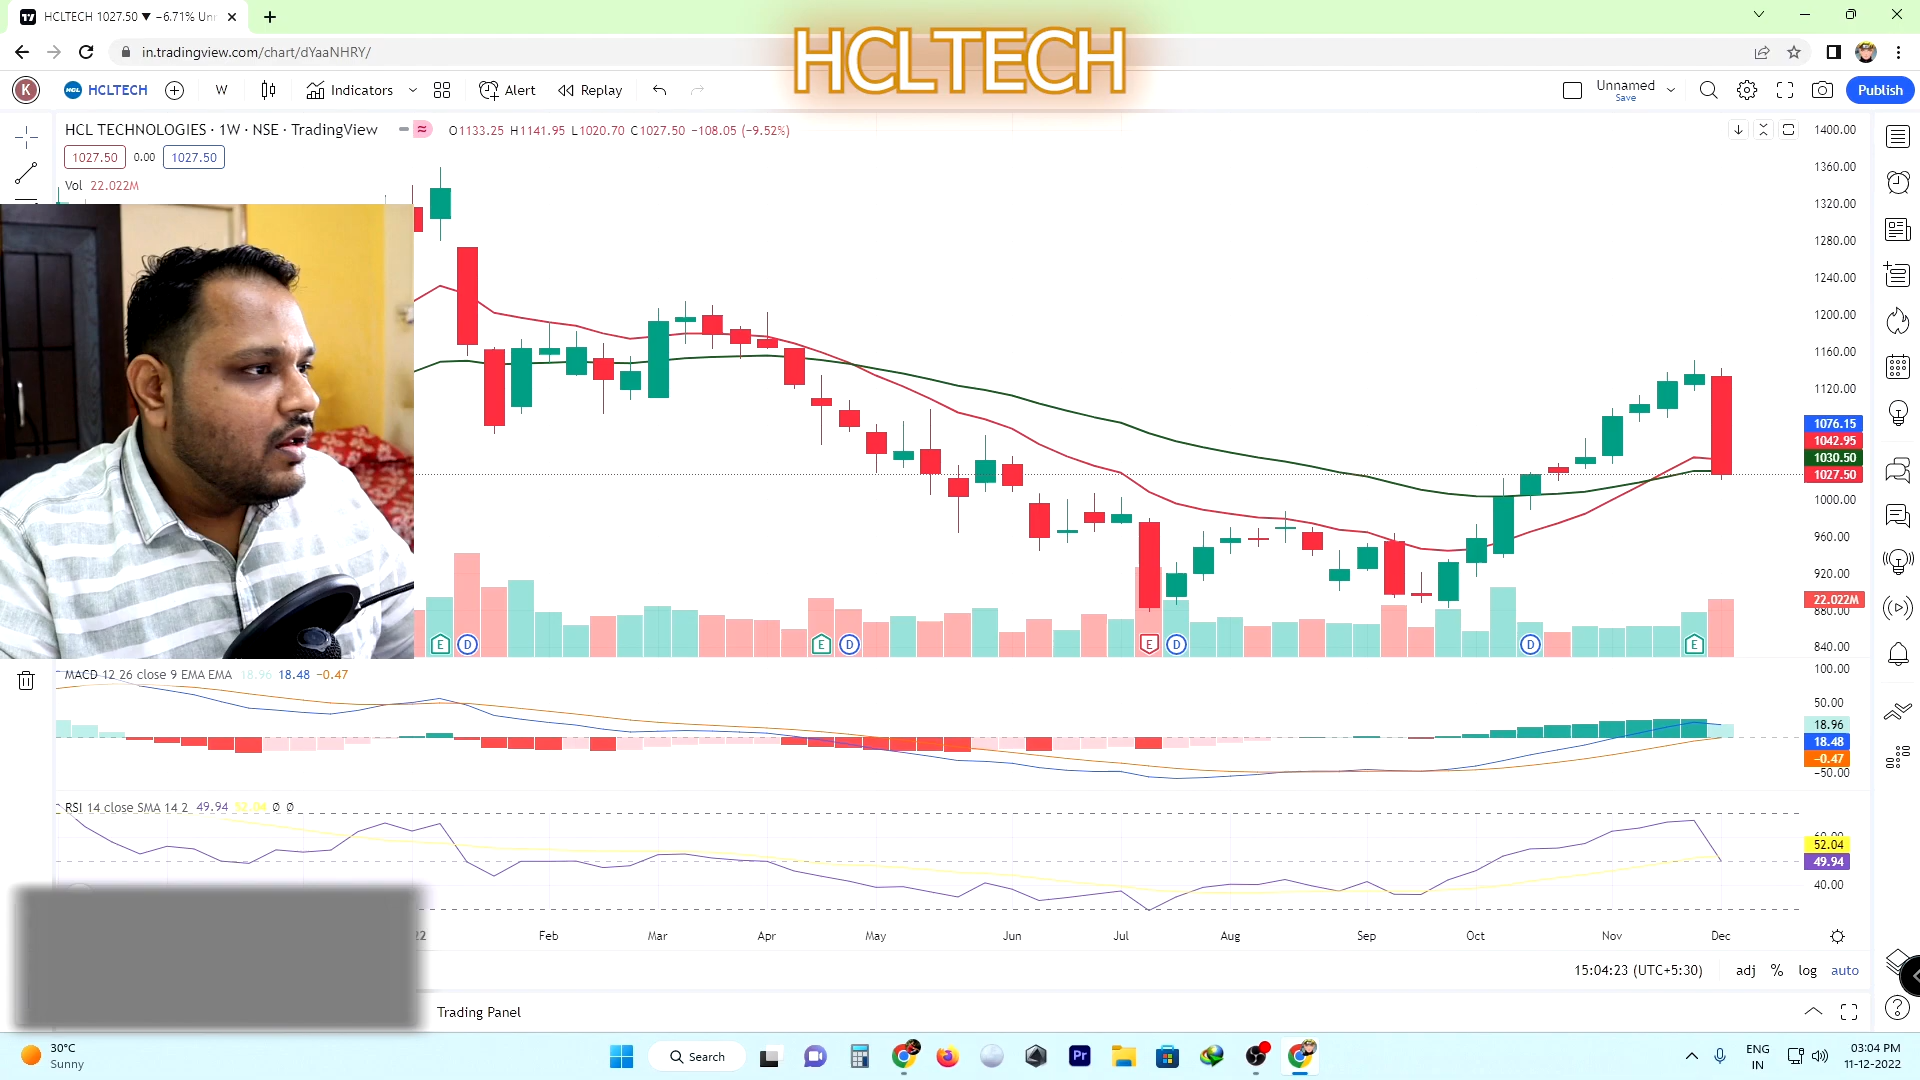 HCLTECH 1027.50 ▼ −6.71% Unr
in.tradingview.com/chart/dYaaNHRY/
HCLTECH
K HCL HCLTECH W Indicators Alert Replay Unnamed Save Publish
HCL TECHNOLOGIES · 1W · NSE · TradingView O1133.25 H1141.95 L1020.70 C1027.50 −108.05 (−9.52%)
1027.50 0.00 1027.50
Vol 22.022M
1400.00
1360.00
1320.00
1280.00
1240.00
1200.00
1160.00
1120.00
1076.15
1042.95
1030.50
1027.50
1000.00
960.00
920.00
22.022M
880.00
840.00
E D E D E D D E
MACD 12 26 close 9 EMA EMA 18.96 18.48 −0.47
100.00
50.00
18.96
18.48
−0.47
−50.00
RSI 14 close SMA 14 2 49.94 52.04 Ø Ø
60.00
52.04
49.94
40.00
22 Feb Mar Apr May Jun Jul Aug Sep Oct Nov Dec
15:04:23 (UTC+5:30) adj % log auto
Trading Panel
30°C
Sunny
Search
Pr
ENG
IN
03:04 PM
11-12-2022